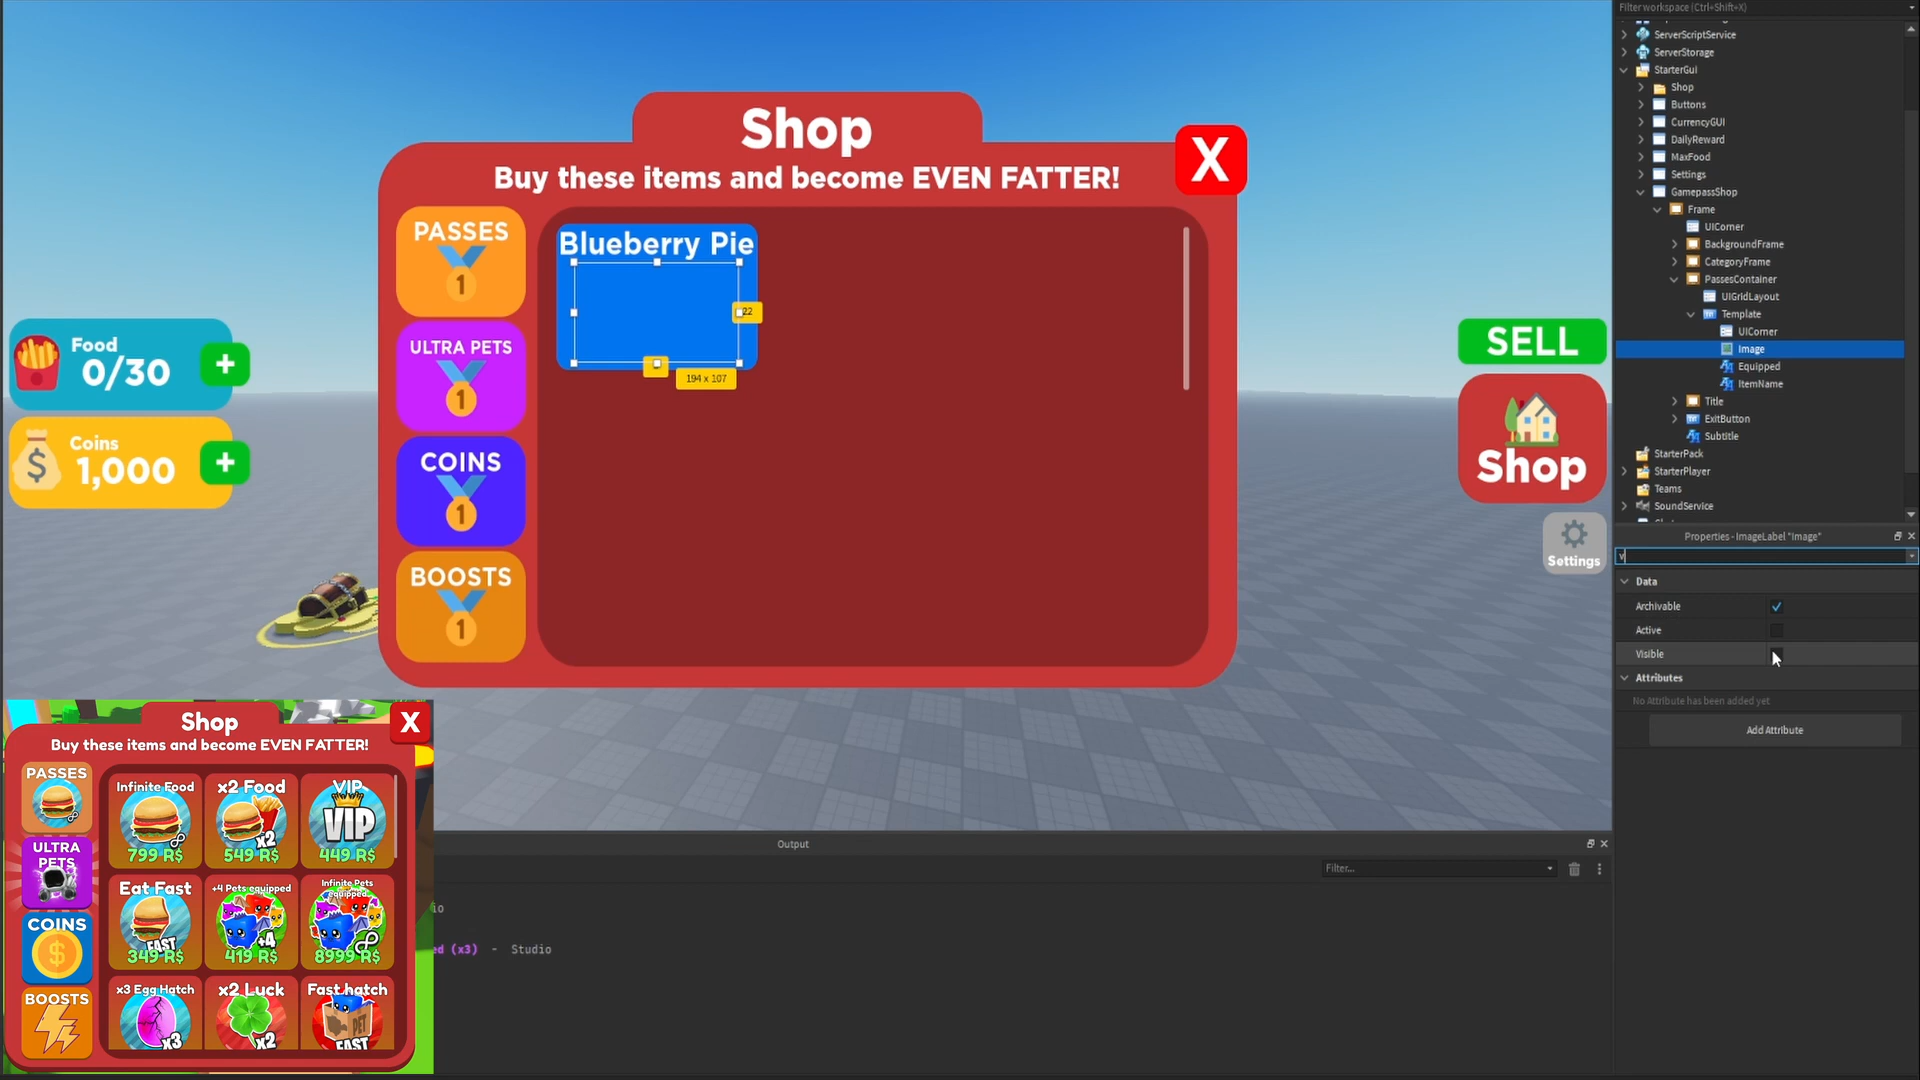 Filter workspace (Ctrl+Shift+X)
ServerScriptService
ServerStorage
StarterGui
Shop
Buttons
CurrencyGUI
DailyReward
MaxFood
Settings
GamepassShop
Frame
UICorner
BackgroundFrame
CategoryFrame
PassesContainer
UIGridLayout
Template
UICorner
Image
Equipped
ItemName
Title
ExitButton
Subtitle
StarterPack
StarterPlayer
Teams
SoundService
Properties - ImageLabel "Image"
v
Data
Archivable
Active
Visible
Attributes
No Attribute has been added yet
Add Attribute
Shop
Buy these items and become EVEN FATTER!
X
PASSES
1
ULTRA PETS
1
COINS
1
BOOSTS
1
Blueberry Pie
22
194 x 107
Food
0/30
+
Coins
1,000
+
$
SELL
Shop
Settings
Output
Filter...
io
ed (x3) - Studio
Shop
X
Buy these items and become EVEN FATTER!
PASSES
ULTRA
PETS
COINS
$
BOOSTS
Infinite Food
799 R$
x2 Food
x2
549 R$
VIP
VIP
449 R$
Eat Fast
FAST
349 R$
+4 Pets equipped
+4
419 R$
Infinite Pets
equipped
8999 R$
x3 Egg Hatch
x3
x2 Luck
x2
Fast hatch
PET
FAST